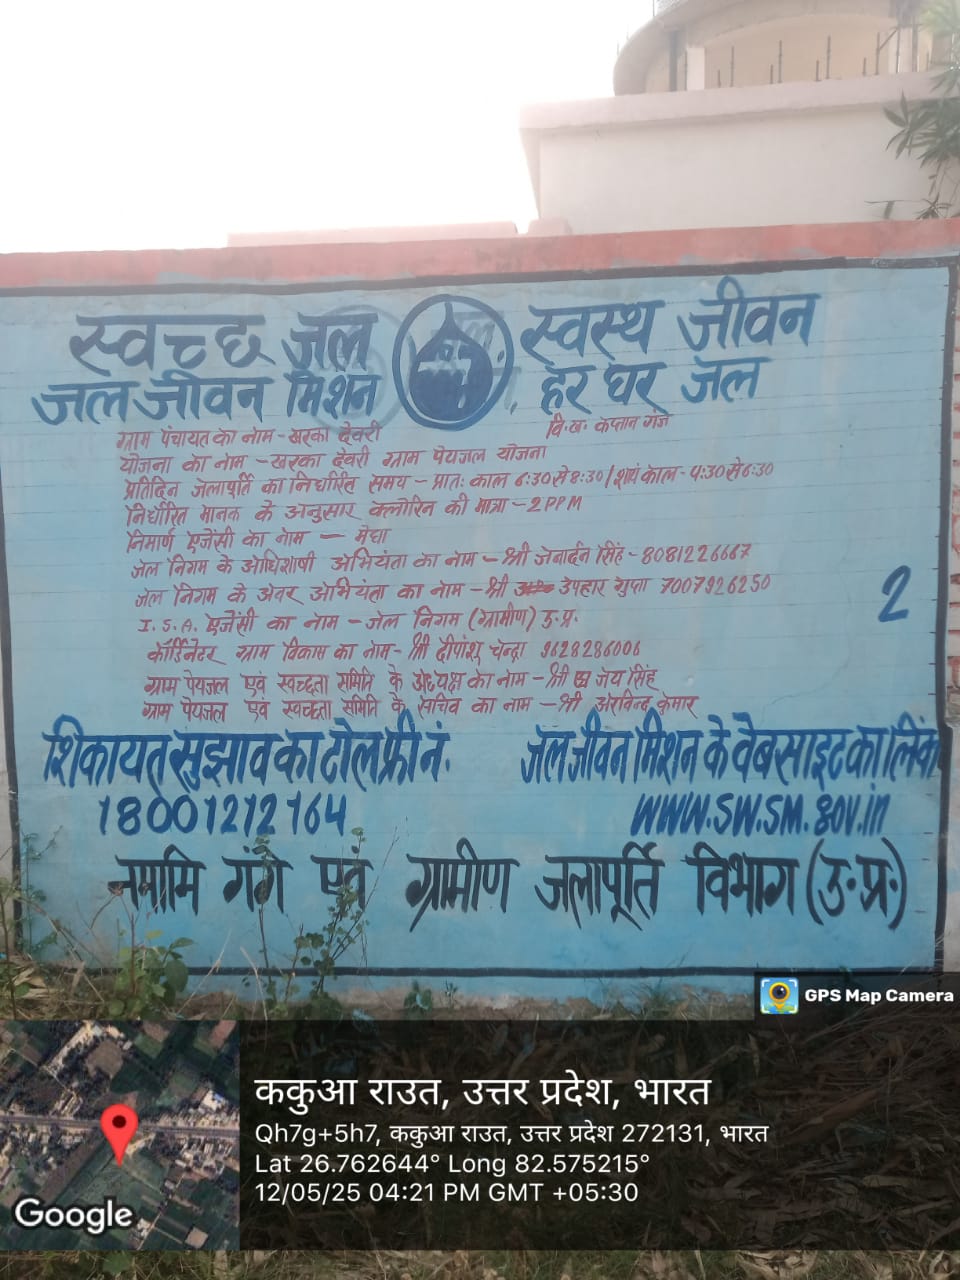 स्वच्छ जल स्वस्थ जीवन
जल जीवन मिशन हर घर जल
ग्राम पंचायत का नाम - खरका देवरी वि.ख. कप्तान गंज
योजना का नाम - खरका देवरी ग्राम पेयजल योजना
प्रतिदिन जलापूर्ति का निर्धारित समय - प्रातः काल 6:30 से 8:30/शायं काल - 4:30 से 6:30
निर्धारित मानक के अनुसार क्लोरिन की मात्रा - 2 PPM
निमार्ण एजेंसी का नाम - मेघा
जल निगम के अधिशाषी अभियंता का नाम - श्री जनार्दन सिंह - 8081226667
जल निगम के अवर अभियंता का नाम - श्री उपहार गुप्ता 7007926250
I.S.A. एजेंसी का नाम - जल निगम (ग्रामीण) उ.प्र.
कॉर्डिनेटर ग्राम विकास का नाम - श्री दीपांशु चन्द्रा 9628286006
ग्राम पेयजल एवं स्वच्छता समिति के अध्यक्ष का नाम - श्री जय सिंह
ग्राम पेयजल एवं स्वच्छता समिति के सचिव का नाम - श्री अरविन्द कुमार
2
शिकायत सुझाव का टोल फ्री नं. जल जीवन मिशन के वेबसाइट का लिंक
18001212164 WWW.SW.SM.gov.in
नमामि गंगे एवं ग्रामीण जलापूर्ति विभाग (उ.प्र.)
GPS Map Camera
ककुआ राउत, उत्तर प्रदेश, भारत
Qh7g+5h7, ककुआ राउत, उत्तर प्रदेश 272131, भारत
Lat 26.762644° Long 82.575215°
12/05/25 04:21 PM GMT +05:30
Google